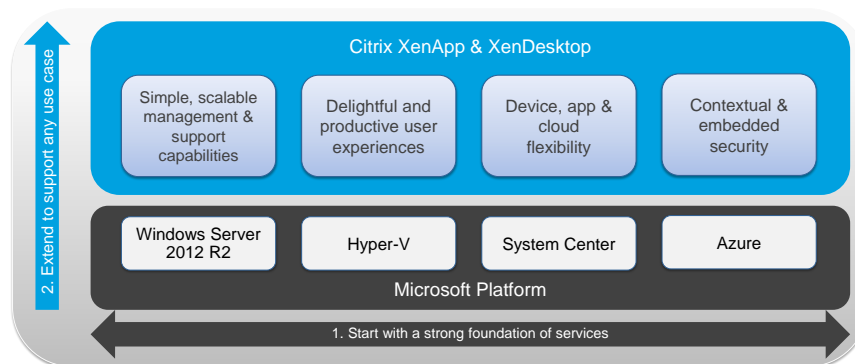 2. Extend to support any use case
Citrix XenApp & XenDesktop
Simple, scalable
management &
support
capabilities
Delightful and
productive user
experiences
Device, app &
cloud
flexibility
Contextual &
embedded
security
Windows Server
2012 R2
Hyper-V
System Center
Azure
Microsoft Platform
1. Start with a strong foundation of services